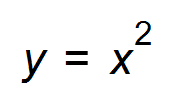 y = x²